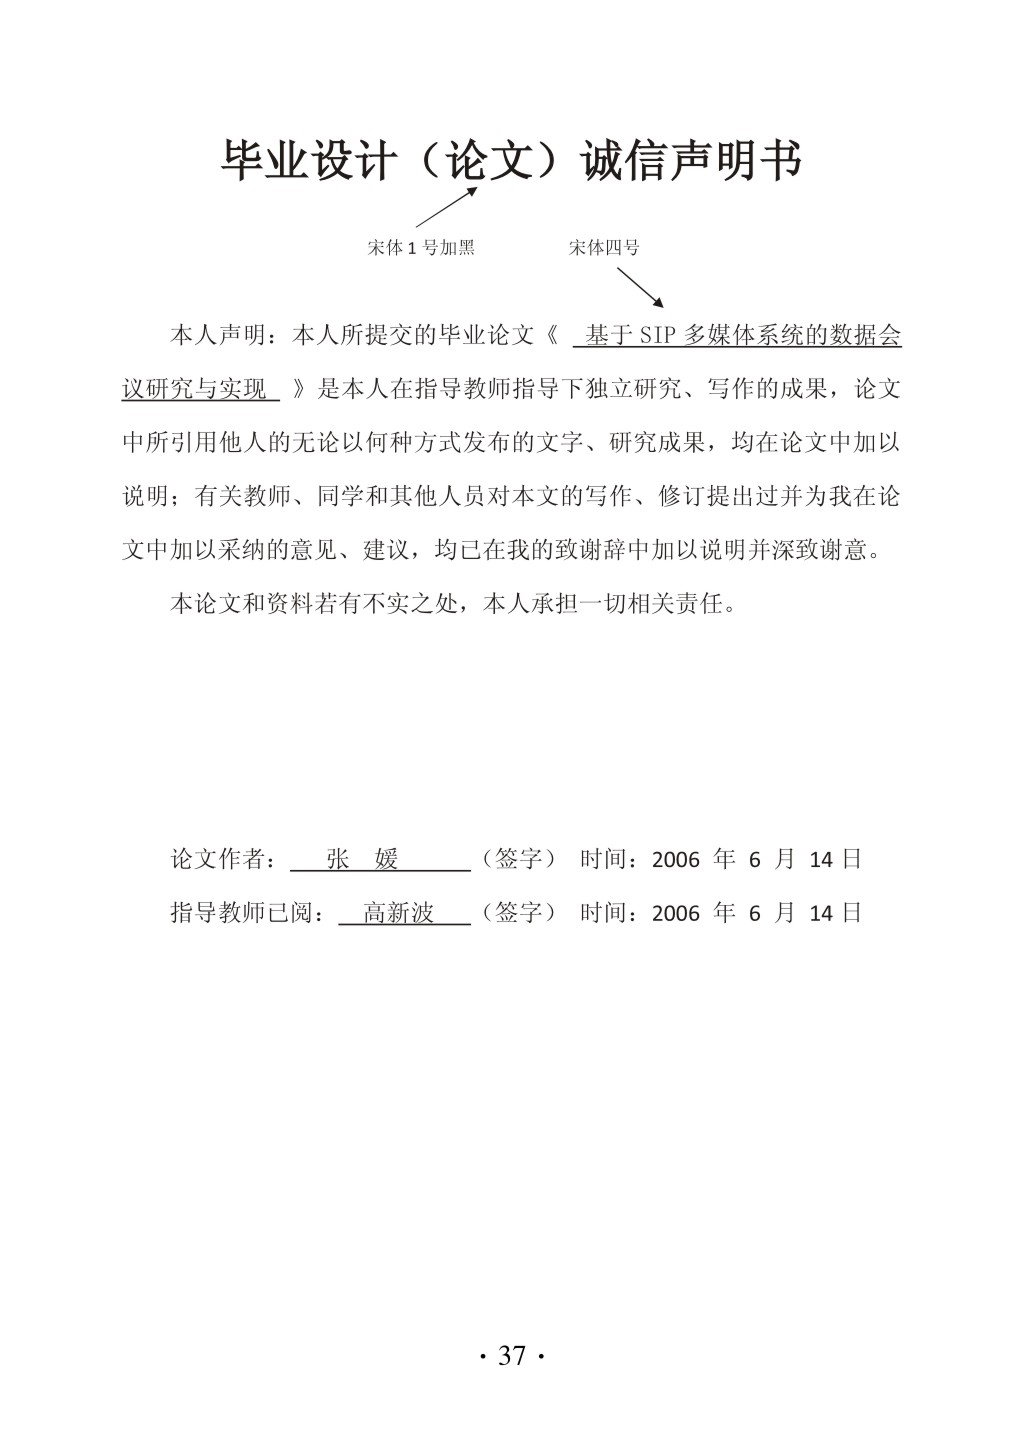 毕业设计（论文）诚信声明书
宋体 1 号加黑 宋体四号
本人声明：本人所提交的毕业论文《 基于 SIP 多媒体系统的数据会
议研究与实现 》是本人在指导教师指导下独立研究、写作的成果，论文
中所引用他人的无论以何种方式发布的文字、研究成果，均在论文中加以
说明；有关教师、同学和其他人员对本文的写作、修订提出过并为我在论
文中加以采纳的意见、建议，均已在我的致谢辞中加以说明并深致谢意。
本论文和资料若有不实之处，本人承担一切相关责任。
论文作者： 张 媛 （签字） 时间：2006 年 6 月 14 日
指导教师已阅： 高新波 （签字） 时间：2006 年 6 月 14 日
· 37 ·